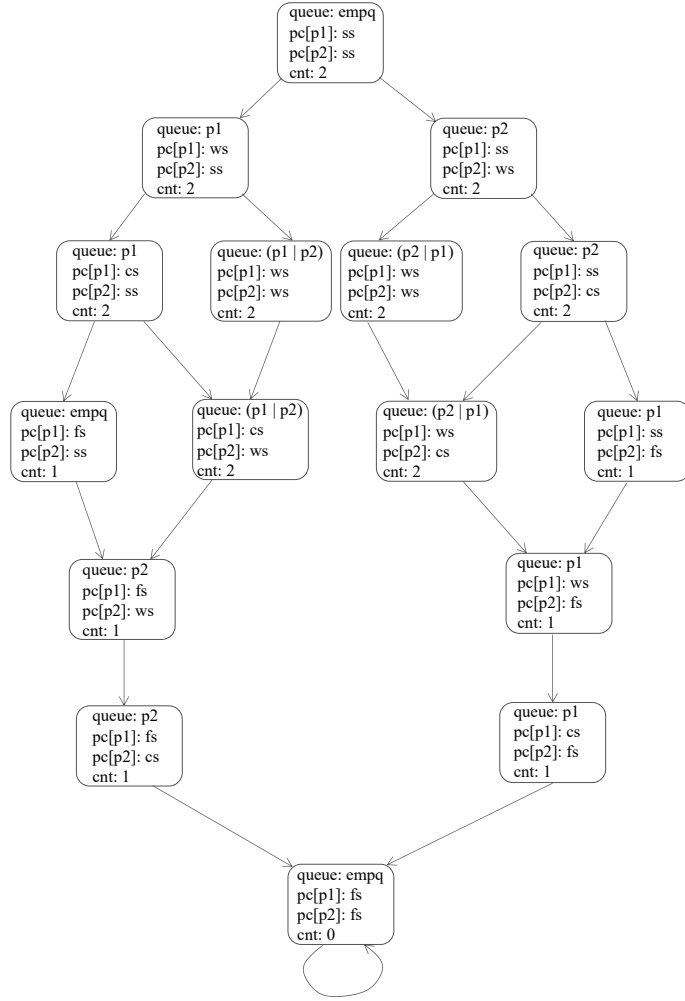 queue: empq
pc[p1]: ss
pc[p2]: ss
cnt: 2
queue: p1
pc[p1]: ws
pc[p2]: ss
cnt: 2
queue: p2
pc[p1]: ss
pc[p2]: ws
cnt: 2
queue: p1
pc[p1]: cs
pc[p2]: ss
cnt: 2
queue: (p1 | p2)
pc[p1]: ws
pc[p2]: ws
cnt: 2
queue: (p2 | p1)
pc[p1]: ws
pc[p2]: ws
cnt: 2
queue: p2
pc[p1]: ss
pc[p2]: cs
cnt: 2
queue: empq
pc[p1]: fs
pc[p2]: ss
cnt: 1
queue: (p1 | p2)
pc[p1]: cs
pc[p2]: ws
cnt: 2
queue: (p2 | p1)
pc[p1]: ws
pc[p2]: cs
cnt: 2
queue: p1
pc[p1]: ss
pc[p2]: fs
cnt: 1
queue: p2
pc[p1]: fs
pc[p2]: ws
cnt: 1
queue: p1
pc[p1]: ws
pc[p2]: fs
cnt: 1
queue: p2
pc[p1]: fs
pc[p2]: cs
cnt: 1
queue: p1
pc[p1]: cs
pc[p2]: fs
cnt: 1
queue: empq
pc[p1]: fs
pc[p2]: fs
cnt: 0